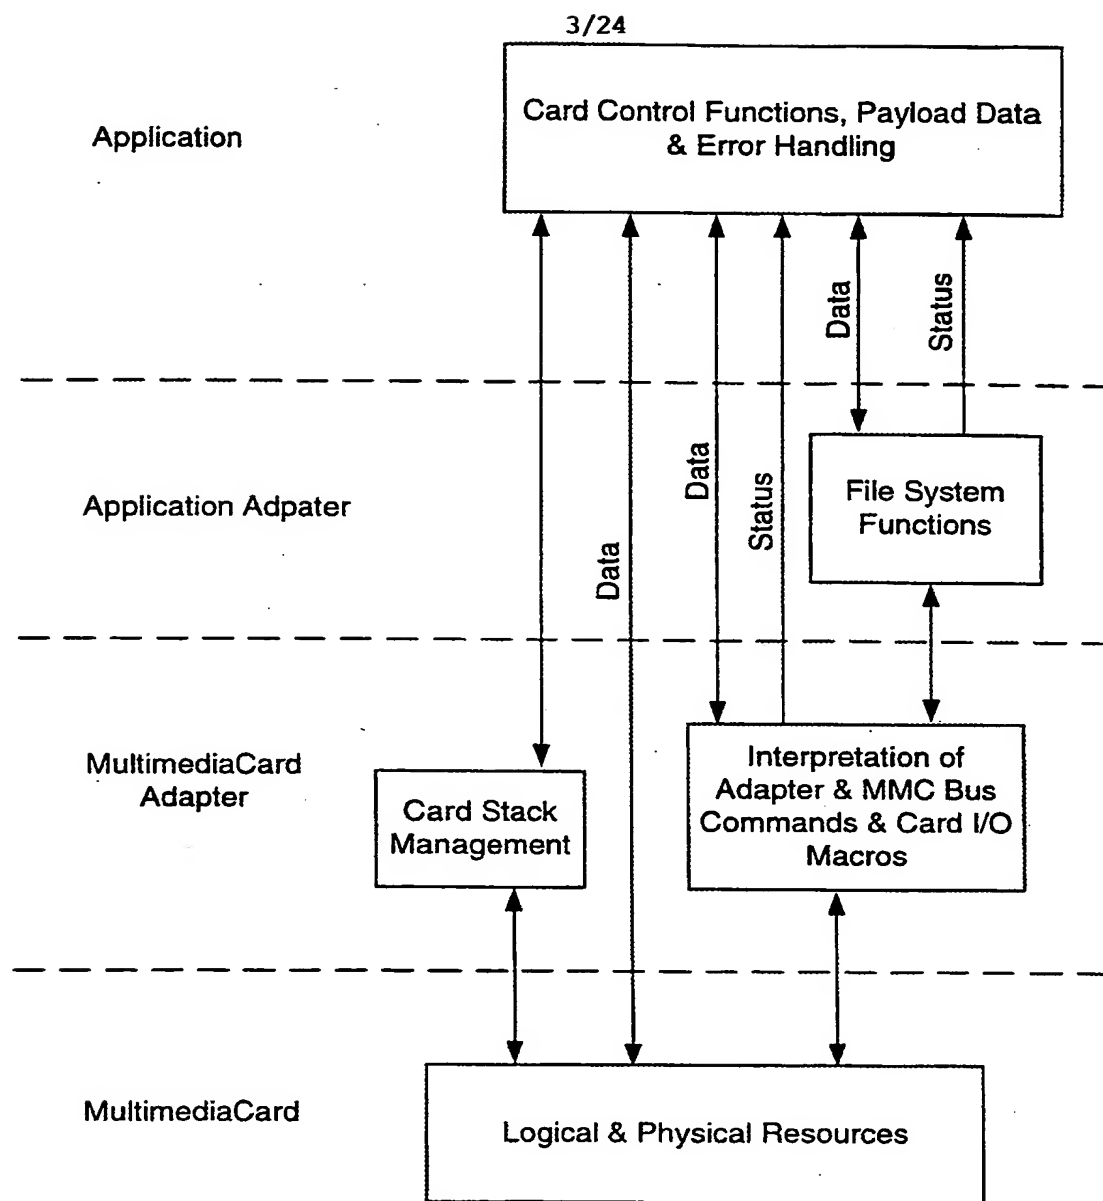 3/24
Card Control Functions, Payload Data
& Error Handling
Application
Data
Status
Data
Status
Data
Application Adpater
File System
Functions
MultimediaCard
Adapter
Card Stack
Management
Interpretation of
Adapter & MMC Bus
Commands & Card I/O
Macros
MultimediaCard
Logical & Physical Resources